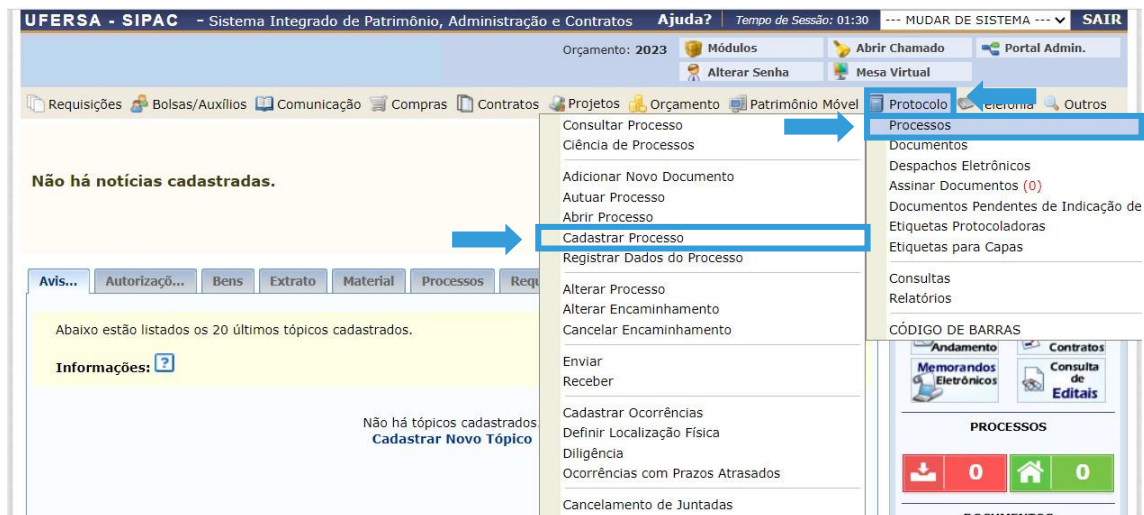 UFERSA - SIPAC - Sistema Integrado de Patrimônio, Administração e Contratos Ajuda? Tempo de Sessão: 01:30 --- MUDAR DE SISTEMA --- SAIR
Orçamento: 2023 Módulos Abrir Chamado Portal Admin.
Alterar Senha Mesa Virtual
Requisições Bolsas/Auxílios Comunicação Compras Contratos Projetos Orçamento Patrimônio Móvel Protocolo Telefonia Outros
Não há notícias cadastradas.
Avis... Autorizaçõ... Bens Extrato Material Processos Requ
Abaixo estão listados os 20 últimos tópicos cadastrados.
Informações: ?
Não há tópicos cadastrados.
Cadastrar Novo Tópico
Consultar Processo
Ciência de Processos
Adicionar Novo Documento
Autuar Processo
Abrir Processo
Cadastrar Processo
Registrar Dados do Processo
Alterar Processo
Alterar Encaminhamento
Cancelar Encaminhamento
Enviar
Receber
Cadastrar Ocorrências
Definir Localização Física
Diligência
Ocorrências com Prazos Atrasados
Cancelamento de Juntadas
Processos
Documentos
Despachos Eletrônicos
Assinar Documentos (0)
Documentos Pendentes de Indicação de
Etiquetas Protocoladoras
Etiquetas para Capas
Consultas
Relatórios
CÓDIGO DE BARRAS
Andamento Contratos
Memorandos
Eletrônicos
Consulta
de
Editais
PROCESSOS
0 0